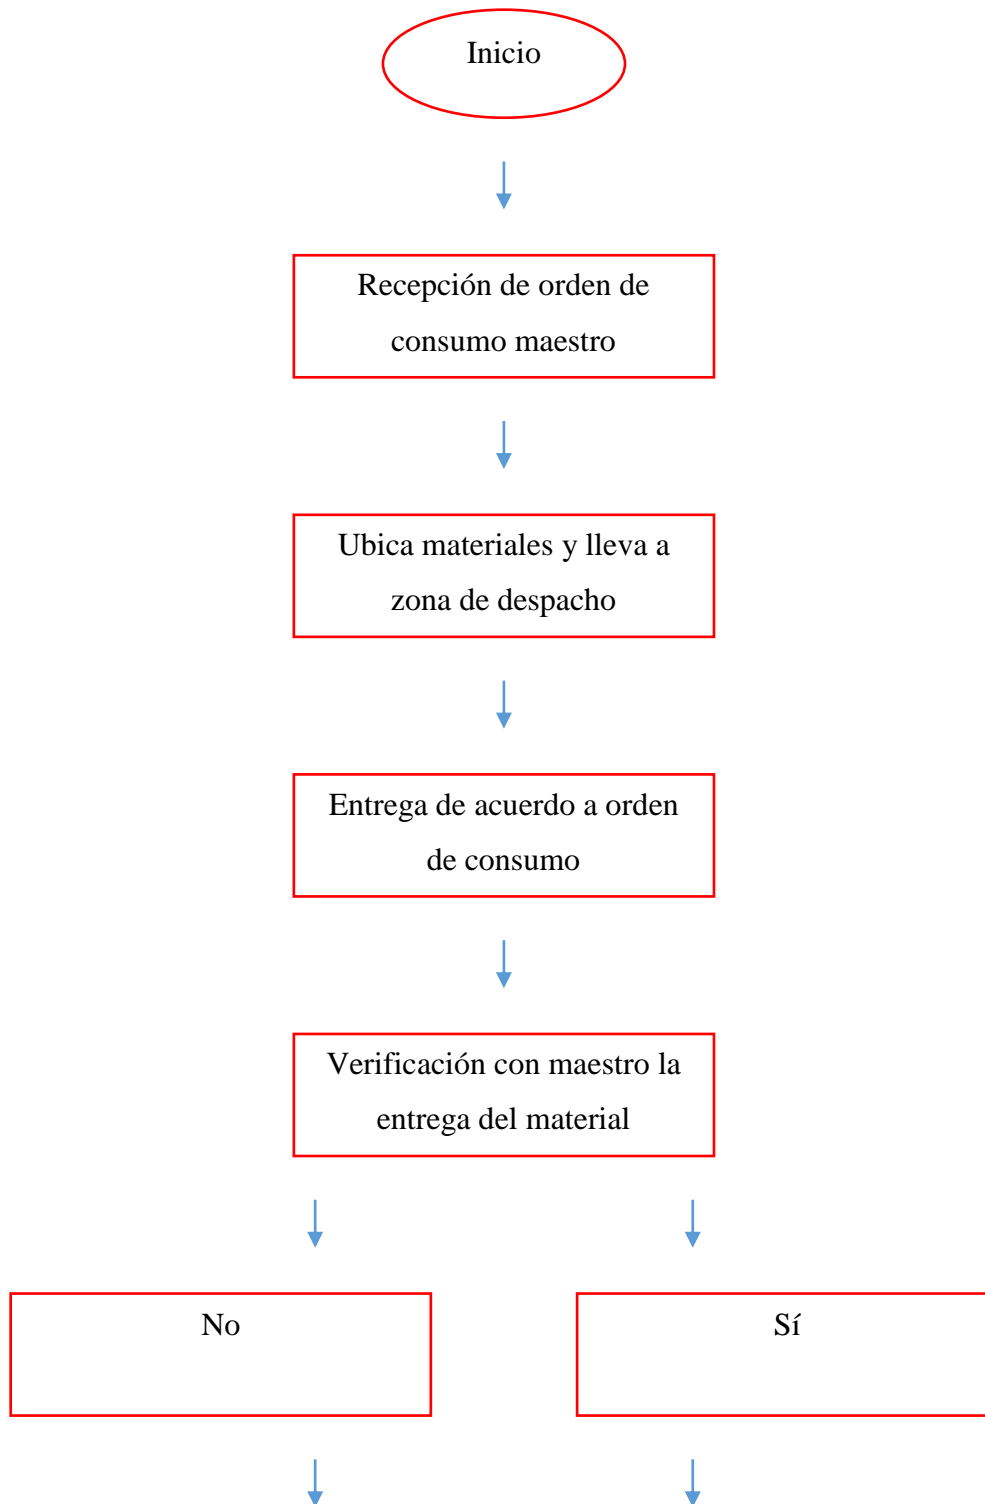 Inicio
Recepción de orden de
consumo maestro
Ubica materiales y lleva a
zona de despacho
Entrega de acuerdo a orden
de consumo
Verificación con maestro la
entrega del material
No
Sí